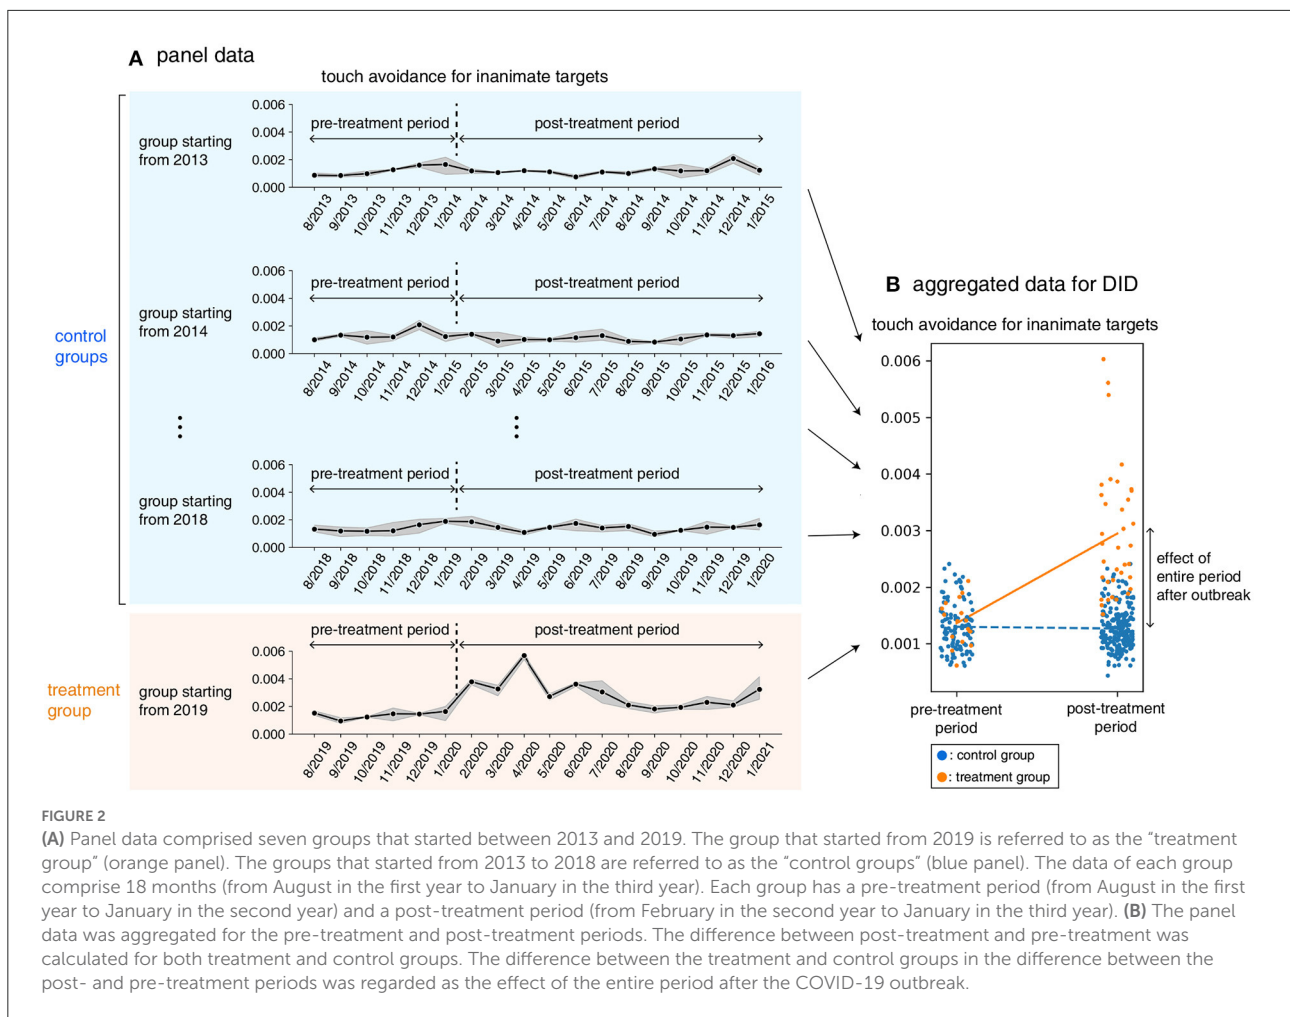 A panel data
touch avoidance for inanimate targets
control
groups
group starting
from 2013
0.006
0.004
0.002
0.000
pre-treatment period
post-treatment period
8/2013
9/2013
10/2013
11/2013
12/2013
1/2014
2/2014
3/2014
4/2014
5/2014
6/2014
7/2014
8/2014
9/2014
10/2014
11/2014
12/2014
1/2015
group starting
from 2014
0.006
0.004
0.002
0.000
pre-treatment period
post-treatment period
8/2014
9/2014
10/2014
11/2014
12/2014
1/2015
2/2015
3/2015
4/2015
5/2015
6/2015
7/2015
8/2015
9/2015
10/2015
11/2015
12/2015
1/2016
group starting
from 2018
0.006
0.004
0.002
0.000
pre-treatment period
post-treatment period
8/2018
9/2018
10/2018
11/2018
12/2018
1/2019
2/2019
3/2019
4/2019
5/2019
6/2019
7/2019
8/2019
9/2019
10/2019
11/2019
12/2019
1/2020
treatment
group
group starting
from 2019
0.006
0.004
0.002
0.000
pre-treatment period
post-treatment period
8/2019
9/2019
10/2019
11/2019
12/2019
1/2020
2/2020
3/2020
4/2020
5/2020
6/2020
7/2020
8/2020
9/2020
10/2020
11/2020
12/2020
1/2021
B aggregated data for DID
touch avoidance for inanimate targets
0.006
0.005
0.004
0.003
0.002
0.001
effect of
entire period
after outbreak
pre-treatment
period
post-treatment
period
: control group
: treatment group
FIGURE 2
(A) Panel data comprised seven groups that started between 2013 and 2019. The group that started from 2019 is referred to as the “treatment
group” (orange panel). The groups that started from 2013 to 2018 are referred to as the “control groups” (blue panel). The data of each group
comprise 18 months (from August in the first year to January in the third year). Each group has a pre-treatment period (from August in the first
year to January in the second year) and a post-treatment period (from February in the second year to January in the third year). (B) The panel
data was aggregated for the pre-treatment and post-treatment periods. The difference between post-treatment and pre-treatment was
calculated for both treatment and control groups. The difference between the treatment and control groups in the difference between the
post- and pre-treatment periods was regarded as the effect of the entire period after the COVID-19 outbreak.